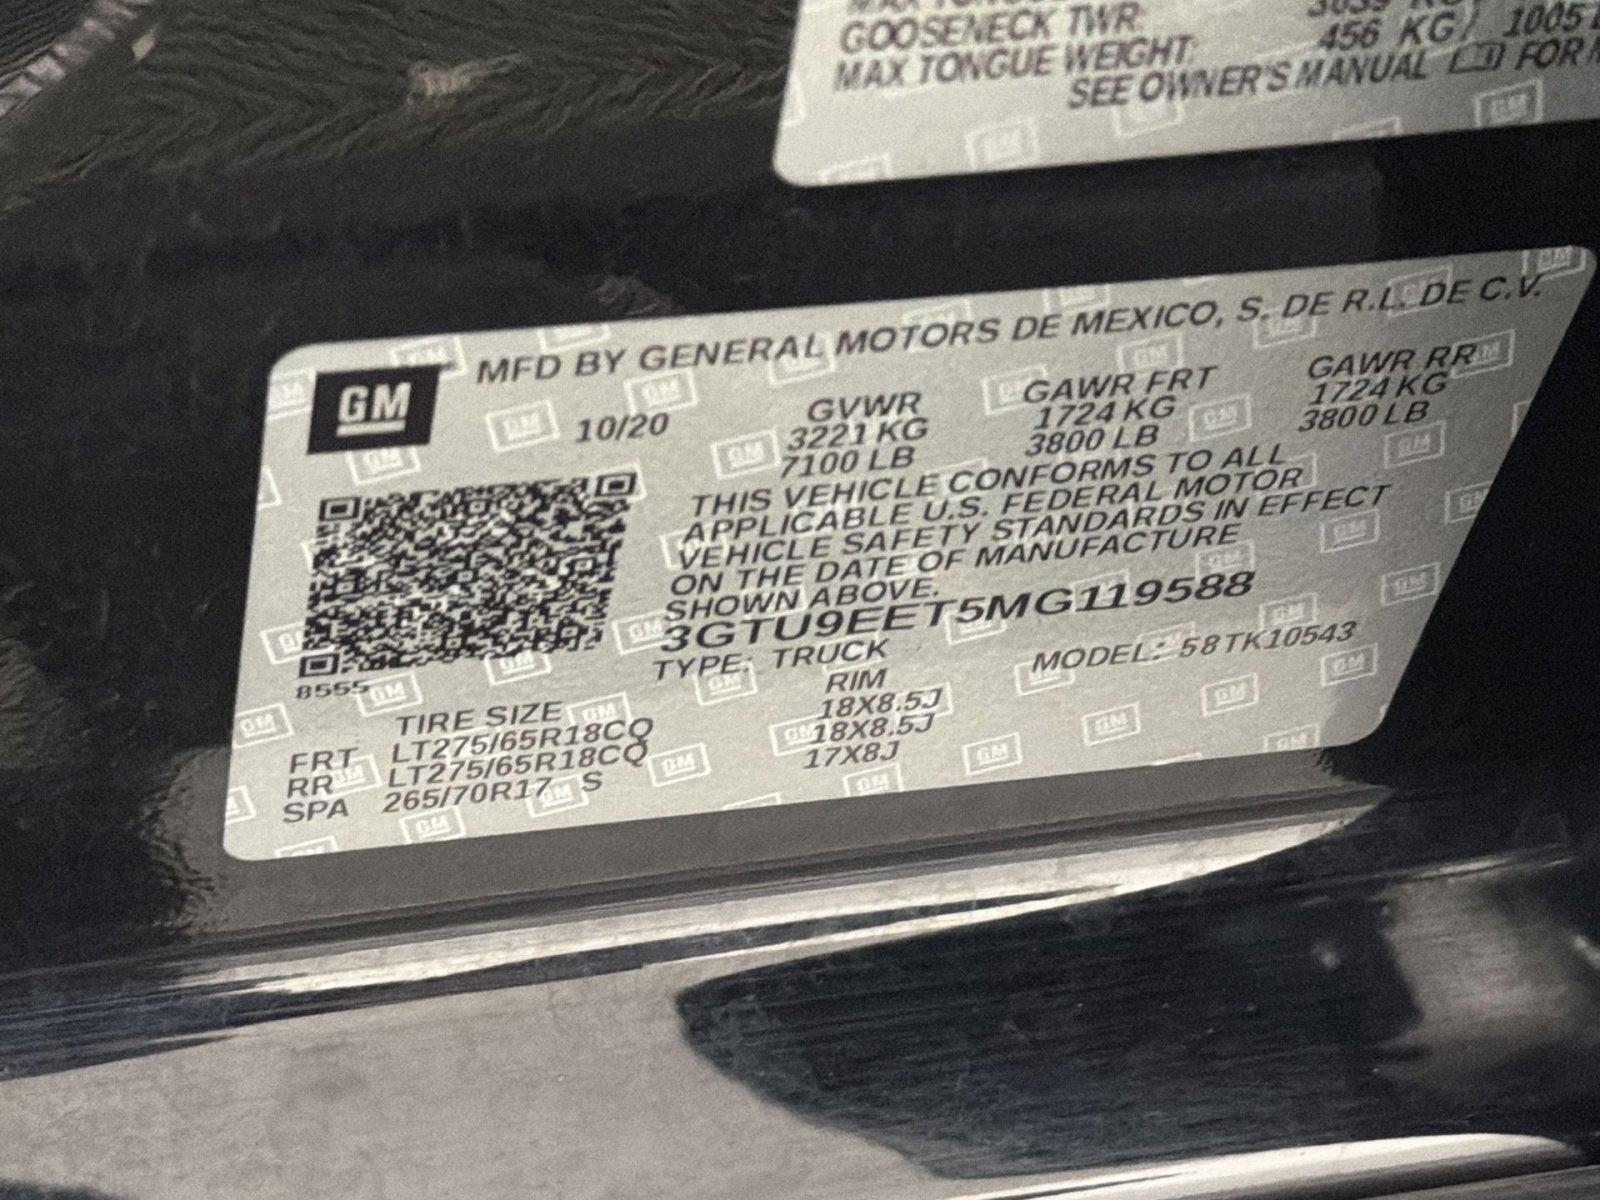 GOOSENECK TWR:
MAX TONGUE WEIGHT: 456 KG/ 1005
SEE OWNER'S MANUAL FOR
GM
MFD BY GENERAL MOTORS DE MEXICO, S. DE R.L. DE C.V.
10/20 GVWR GAWR FRT GAWR RR
3221 KG 1724 KG 1724 KG
7100 LB 3800 LB 3800 LB
THIS VEHICLE CONFORMS TO ALL
APPLICABLE U.S. FEDERAL MOTOR
VEHICLE SAFETY STANDARDS IN EFFECT
ON THE DATE OF MANUFACTURE
SHOWN ABOVE.
3GTU9EET5MG119588
TYPE: TRUCK MODEL: 58TK10543
8555
TIRE SIZE RIM
FRT LT275/65R18CQ 18X8.5J
RR LT275/65R18CQ 18X8.5J
SPA 265/70R17 S 17X8J